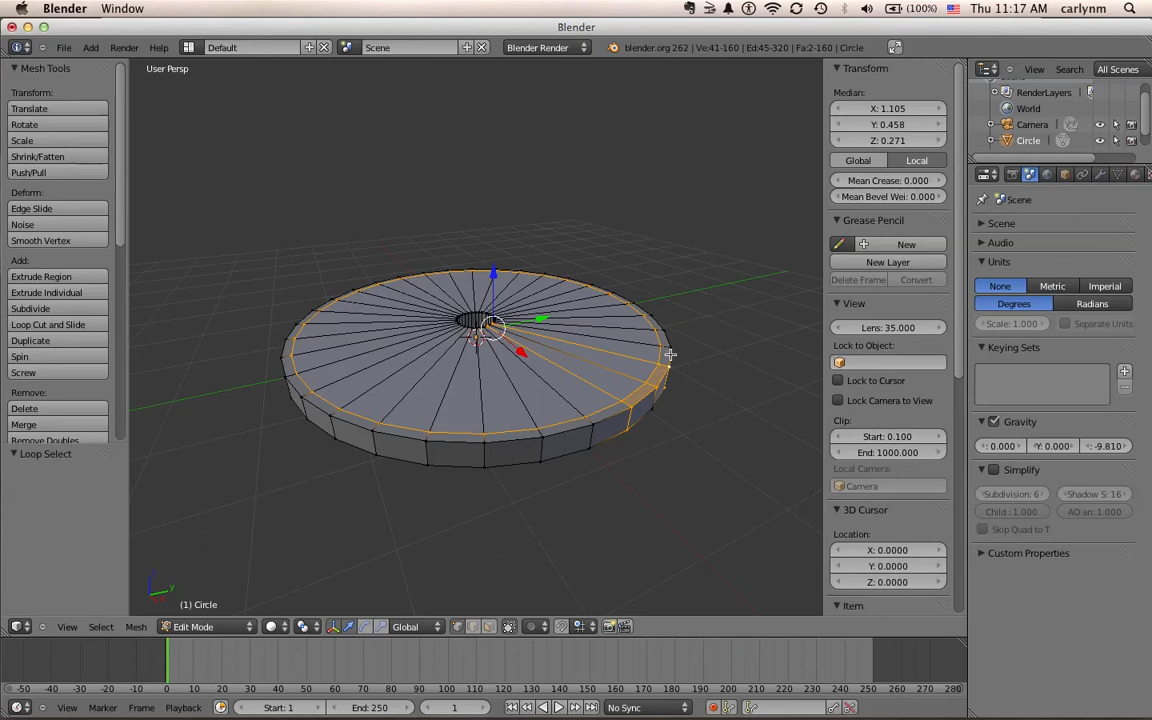 Blender Window (100%) Thu 11:17 AM carlynm
Blender
File Add Render Help Default Scene Blender Render blender.org 262 | Ve:41-160 | Ed:45-320 | Fa:2-160 | Circle
Mesh Tools
Transform:
Translate
Rotate
Scale
Shrink/Fatten
Push/Pull
Deform:
Edge Slide
Noise
Smooth Vertex
Add:
Extrude Region
Extrude Individual
Subdivide
Loop Cut and Slide
Duplicate
Spin
Screw
Remove:
Delete
Merge
Remove Doubles
Loop Select
User Persp
(1) Circle
Transform
Median:
X: 1.105
Y: 0.458
Z: 0.271
Global Local
Mean Crease: 0.000
Mean Bevel Wei: 0.000
Grease Pencil
New
New Layer
Delete Frame Convert
View
Lens: 35.000
Lock to Object:
Lock to Cursor
Lock Camera to View
Clip:
Start: 0.100
End: 1000.000
Local Camera:
Camera
3D Cursor
Location:
X: 0.0000
Y: 0.0000
Z: 0.0000
Item
View Search All Scenes
RenderLayers
World
Camera
Circle
Scene
Scene
Audio
Units
None Metric Imperial
Degrees Radians
Scale: 1.000 Separate Units
Keying Sets
Gravity
: 0.000 Y: 0.000 : -9.810
Simplify
Subdivision: 6 Shadow S: 16
Child : 1.000 AO an: 1.000
Skip Quad to T
Custom Properties
View Select Mesh Edit Mode Global
-50 -40 -30 -20 -10 0 10 20 30 40 50 60 70 80 90 100 110 120 130 140 150 160 170 180 190 200 210 220 230 240 250 260 270 280
View Marker Frame Playback Start: 1 End: 250 1 No Sync